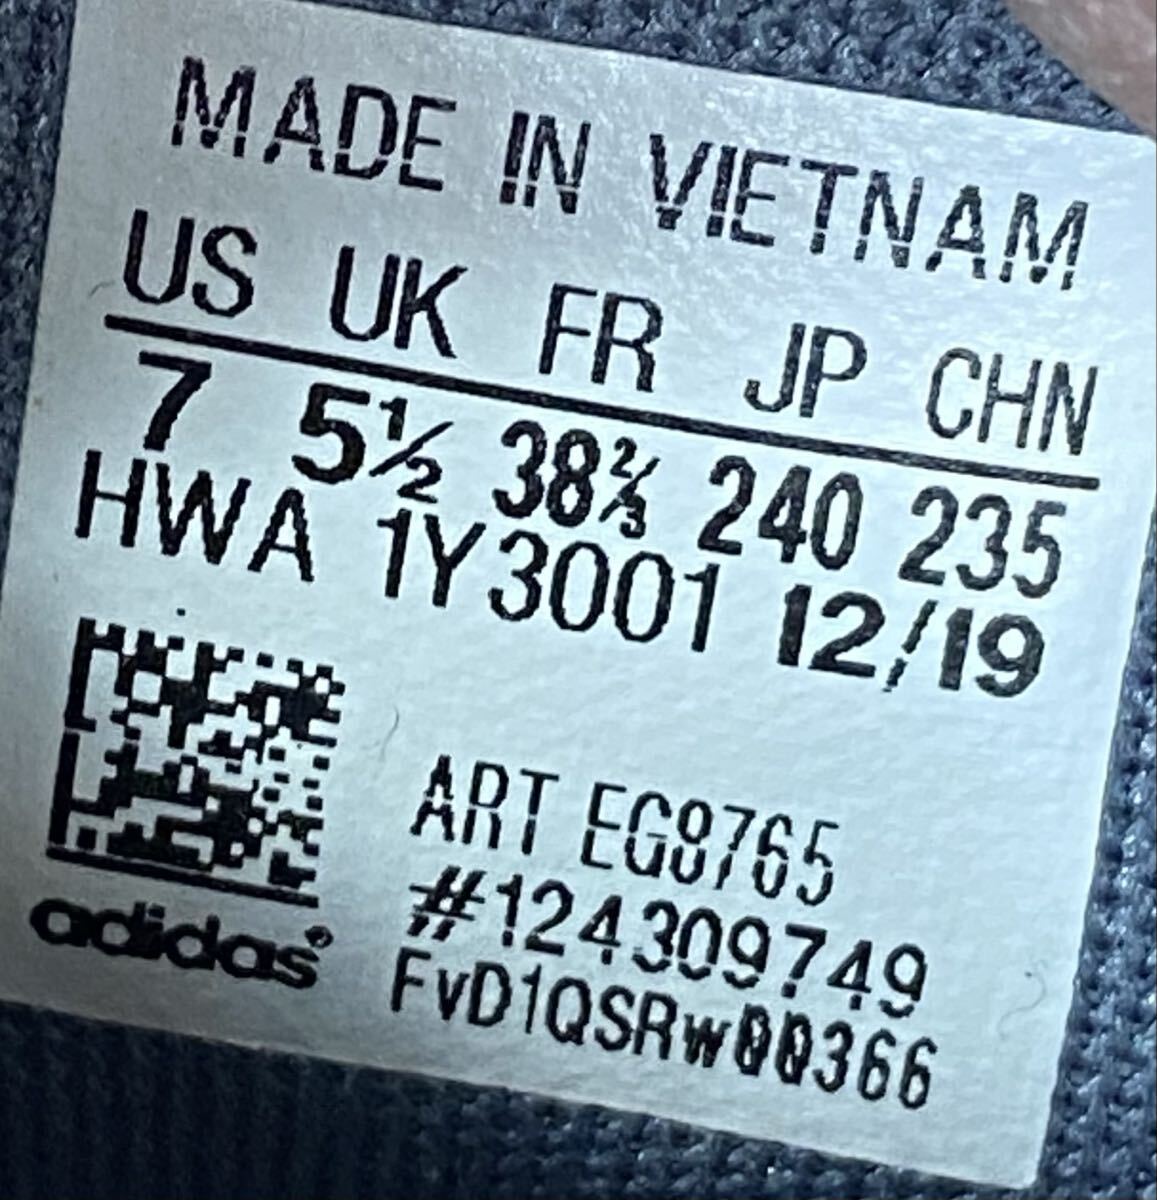 MADE IN VIETNAM
US UK FR JP CHN
7 5½ 38⅔ 240 235
HWA 1Y3001 12/19
ART EG8765
#124309749
adidas®
FvD1QSRw00366